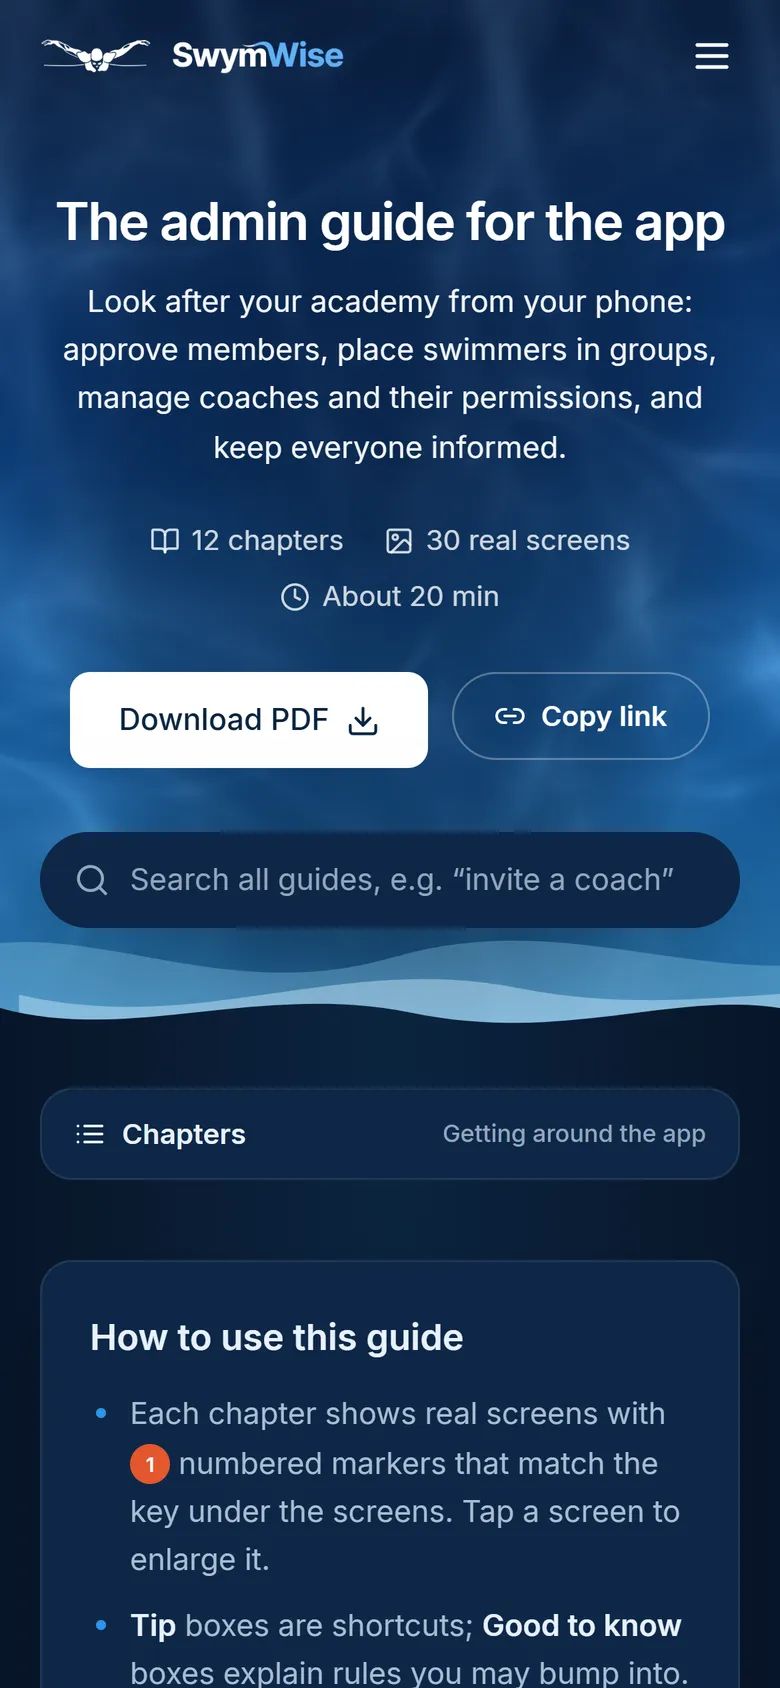 SwymWise
The admin guide for the app
Look after your academy from your phone:
approve members, place swimmers in groups,
manage coaches and their permissions, and
keep everyone informed.
12 chapters 30 real screens
About 20 min
Download PDF Copy link
Search all guides, e.g. “invite a coach”
Chapters Getting around the app
How to use this guide
Each chapter shows real screens with
1 numbered markers that match the
key under the screens. Tap a screen to
enlarge it.
Tip boxes are shortcuts; Good to know
boxes explain rules you may bump into.